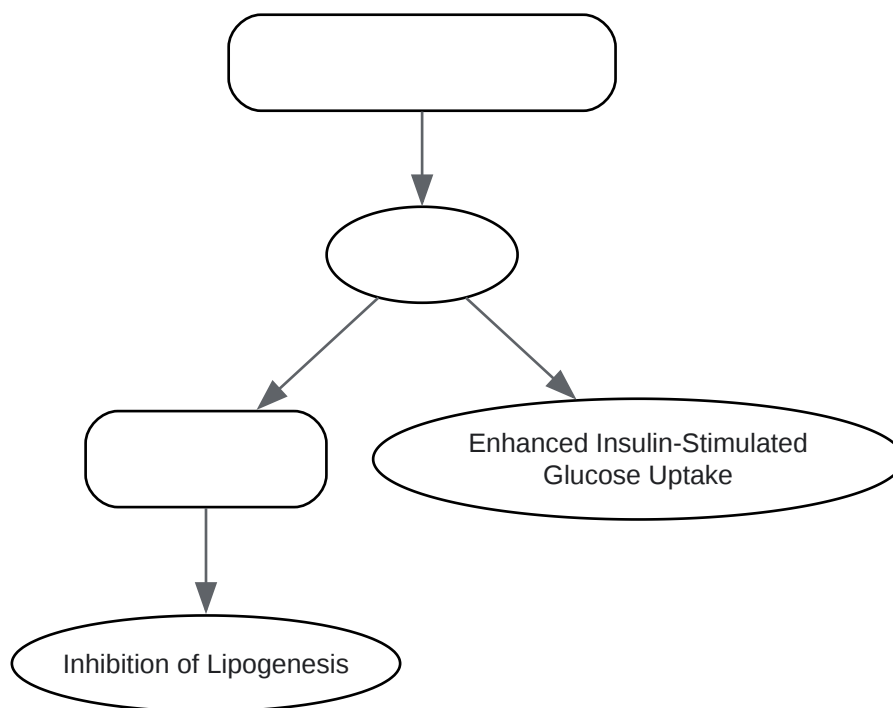 Enhanced Insulin-Stimulated
Glucose Uptake
Inhibition of Lipogenesis